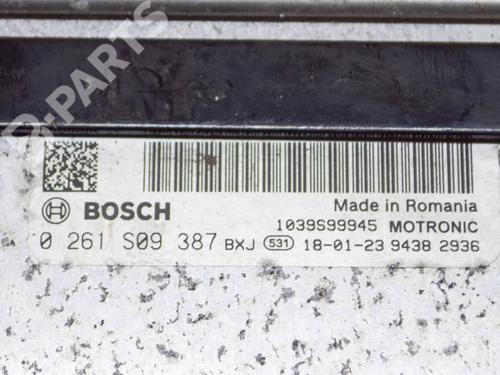 B-PARTS
BOSCH
Made in Romania
1039S99945 MOTRONIC
0 261 S09 387 BXJ 531 18-01-23 9438 2936